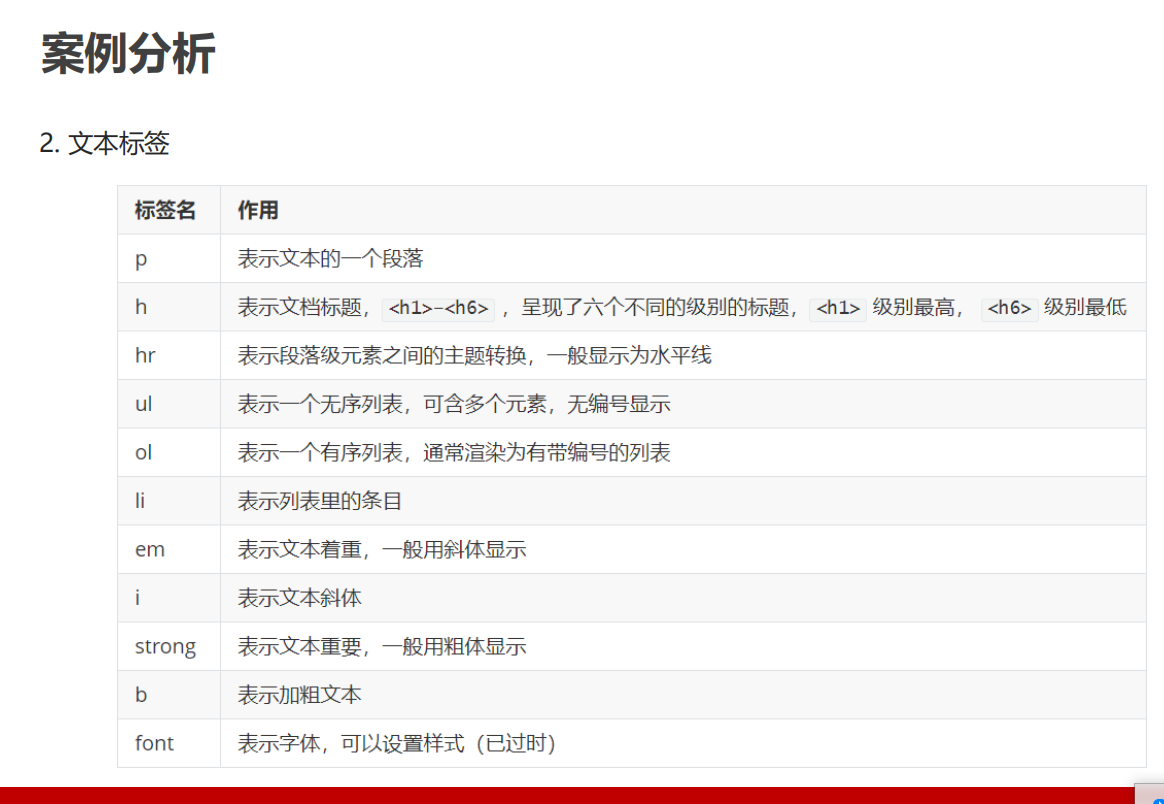 案例分析
2. 文本标签
标签名 作用
p 表示文本的一个段落
h 表示文档标题，<h1>-<h6> ，呈现了六个不同的级别的标题，<h1> 级别最高， <h6> 级别最低
hr 表示段落级元素之间的主题转换，一般显示为水平线
ul 表示一个无序列表，可含多个元素，无编号显示
ol 表示一个有序列表，通常渲染为有带编号的列表
li 表示列表里的条目
em 表示文本着重，一般用斜体显示
i 表示文本斜体
strong 表示文本重要，一般用粗体显示
b 表示加粗文本
font 表示字体，可以设置样式（已过时）